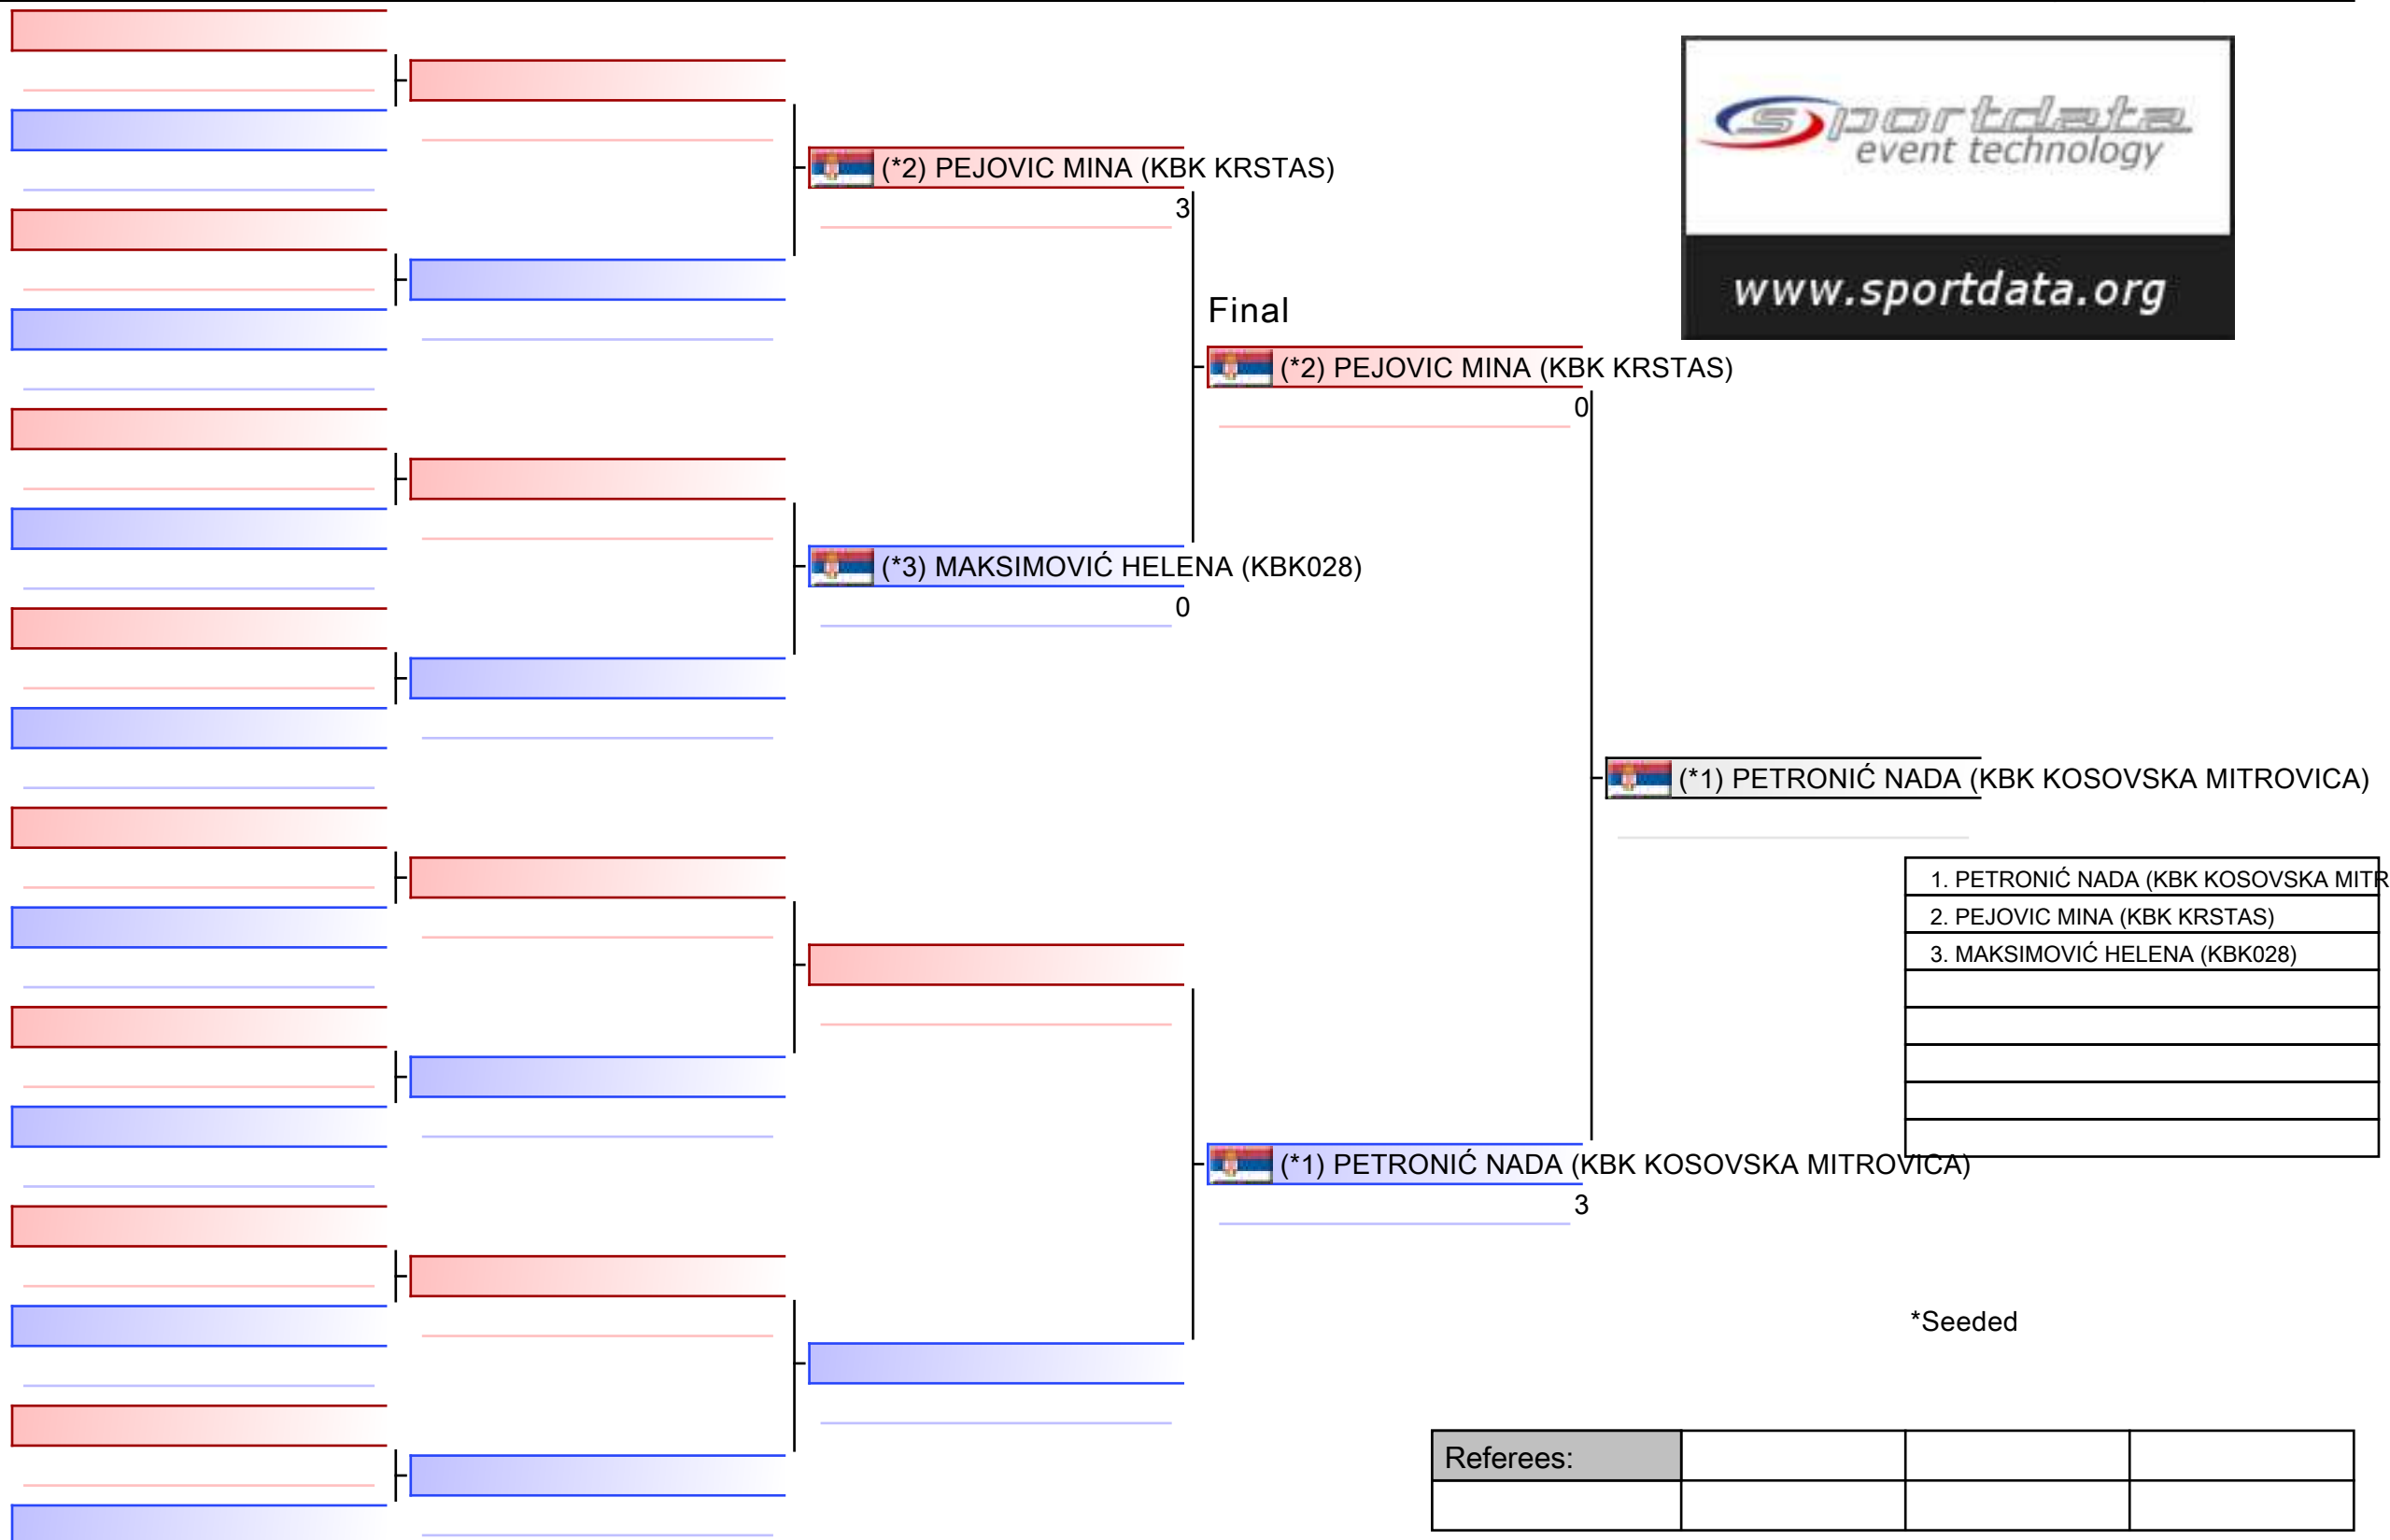 sportdata
event technology
www.sportdata.org
(*2) PEJOVIC MINA (KBK KRSTAS)
3
Final
(*2) PEJOVIC MINA (KBK KRSTAS)
0
(*3) MAKSIMOVIĆ HELENA (KBK028)
0
(*1) PETRONIĆ NADA (KBK KOSOVSKA MITROVICA)
1. PETRONIĆ NADA (KBK KOSOVSKA MITR
2. PEJOVIC MINA (KBK KRSTAS)
3. MAKSIMOVIĆ HELENA (KBK028)
(*1) PETRONIĆ NADA (KBK KOSOVSKA MITROVICA)
3
*Seeded
Referees: